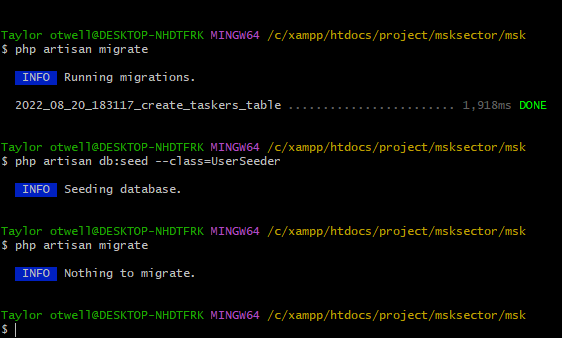 Taylor otwell@DESKTOP-NHDTFRK MINGW64 /c/xampp/htdocs/project/msksector/msk
$ php artisan migrate
INFO Running migrations.
2022_08_20_183117_create_taskers_table ........................ 1,918ms DONE
Taylor otwell@DESKTOP-NHDTFRK MINGW64 /c/xampp/htdocs/project/msksector/msk
$ php artisan db:seed --class=UserSeeder
INFO Seeding database.
Taylor otwell@DESKTOP-NHDTFRK MINGW64 /c/xampp/htdocs/project/msksector/msk
$ php artisan migrate
INFO Nothing to migrate.
Taylor otwell@DESKTOP-NHDTFRK MINGW64 /c/xampp/htdocs/project/msksector/msk
$